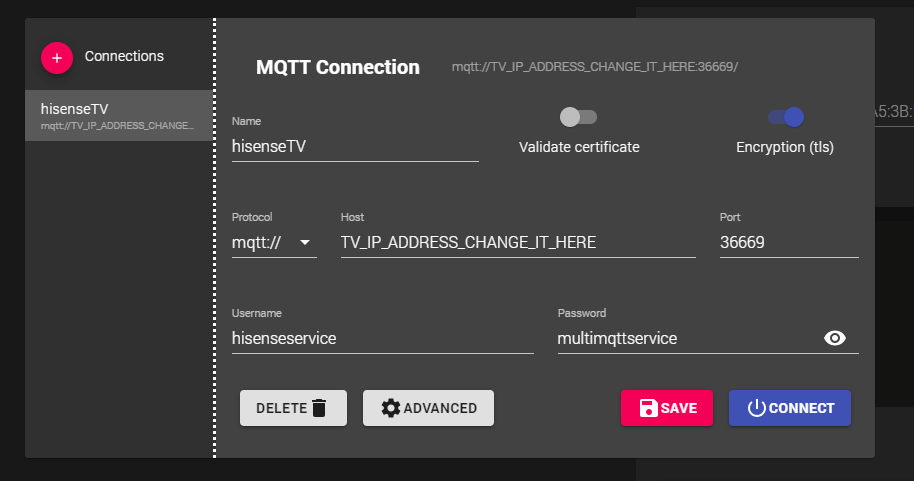 Connections
hisenseTV
mqtt://TV_IP_ADDRESS_CHANGE...
MQTT Connection mqtt://TV_IP_ADDRESS_CHANGE_IT_HERE:36669/
A5:3B:
Name
hisenseTV
Validate certificate Encryption (tls)
Protocol Host Port
mqtt:// TV_IP_ADDRESS_CHANGE_IT_HERE 36669
Username Password
hisenseservice multimqttservice
DELETE ADVANCED SAVE CONNECT